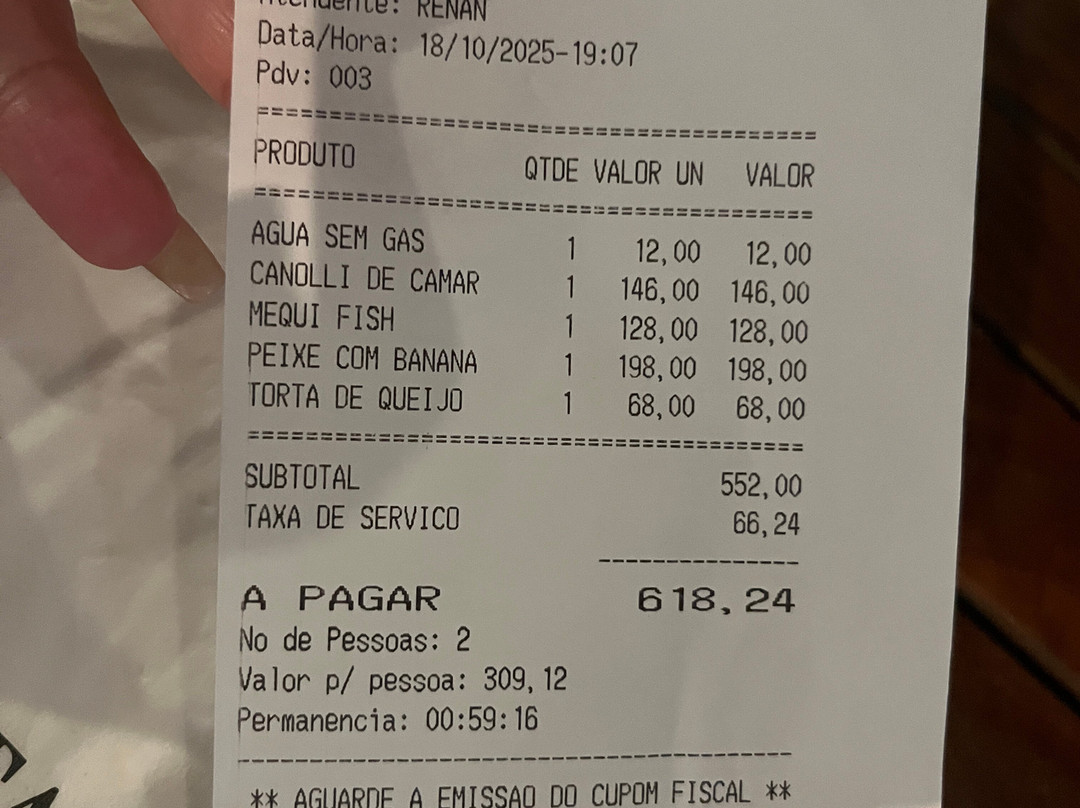 Atendente: RENAN
Data/Hora: 18/10/2025-19:07
Pdv: 003
==========================================
PRODUTO QTDE VALOR UN VALOR
==========================================
AGUA SEM GAS 1 12,00 12,00
CANOLLI DE CAMAR 1 146,00 146,00
MEQUI FISH 1 128,00 128,00
PEIXE COM BANANA 1 198,00 198,00
TORTA DE QUEIJO 1 68,00 68,00
==========================================
SUBTOTAL 552,00
TAXA DE SERVICO 66,24
---------------
A PAGAR 618,24
No de Pessoas: 2
Valor p/ pessoa: 309,12
Permanencia: 00:59:16
------------------------------------------
** AGUARDE A EMISSAO DO CUPOM FISCAL **